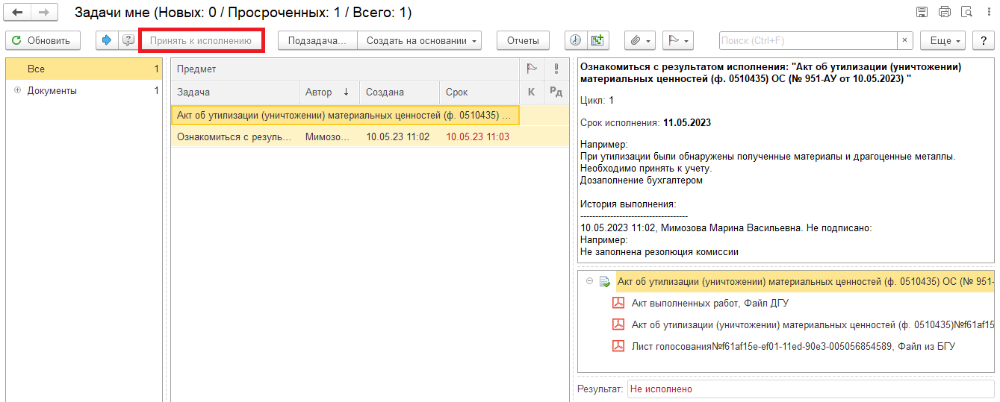 Задачи мне (Новых: 0 / Просроченных: 1 / Всего: 1)
Обновить
Принять к исполнению
Подзадача...
Создать на основании
Отчеты
Поиск (Ctrl+F)
×
Еще
?
Все 1
Документы 1
Предмет
Задача Автор ↓ Создана Срок К Рд
Акт об утилизации (уничтожении) материальных ценностей (ф. 0510435) ...
Ознакомиться с резуль... Мимозо... 10.05.23 11:02 10.05.23 11:03
Ознакомиться с результатом исполнения: "Акт об утилизации (уничтожении)
материальных ценностей (ф. 0510435) ОС (№ 951-АУ от 10.05.2023) "
Цикл: 1
Срок исполнения: 11.05.2023
Например:
При утилизации были обнаружены полученные материалы и драгоценные металлы.
Необходимо принять к учету.
Дозаполнение бухгалтером
История выполнения:
------------------------------------
10.05.2023 11:02, Мимозова Марина Васильевна. Не подписано:
Например:
Не заполнена резолюция комиссии
Акт об утилизации (уничтожении) материальных ценностей (ф. 0510435) ОС (№ 951-
Акт выполненных работ, Файл ДГУ
Акт об утилизации (уничтожении) материальных ценностей (ф. 0510435)№f61af15
Лист голосования№f61af15e-ef01-11ed-90e3-005056854589, Файл из БГУ
Результат: Не исполнено